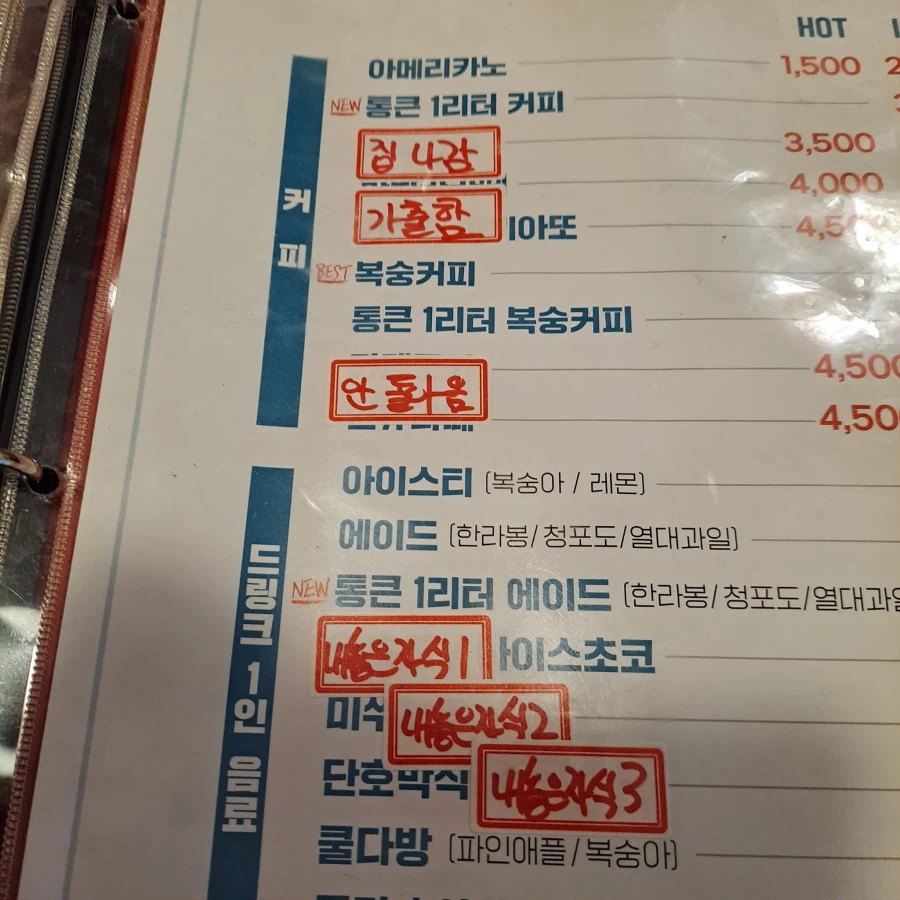 HOT
아메리카노 1,500 2
NEW 통큰 1리터 커피
집 나감 3,500
4,000
가출함 아또 4,5
BEST 복숭커피
통큰 1리터 복숭커피
4,500
안 돌아옴
4,500
커피
아이스티 (복숭아 / 레몬)
에이드 (한라봉/청포도/열대과일)
NEW 통큰 1리터 에이드 (한라봉/청포도/열대과일
내놓은자식1 아이스초코
미숫 내놓은자식2
단호박식 내놓은자식3
쿨다방 (파인애플/복숭아)
드링크 1인 음료